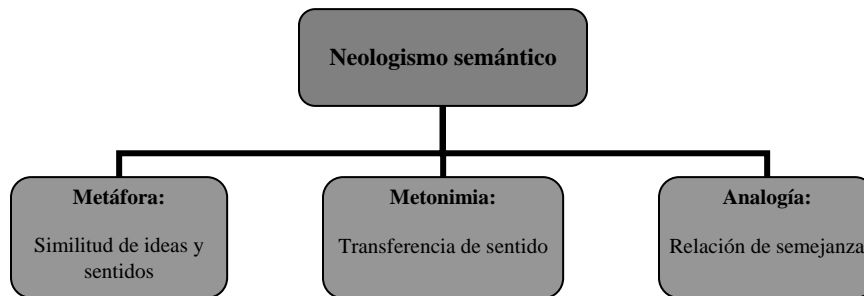 Neologismo semántico
Metáfora:
Similitud de ideas y
sentidos
Metonimia:
Transferencia de sentido
Analogía:
Relación de semejanza